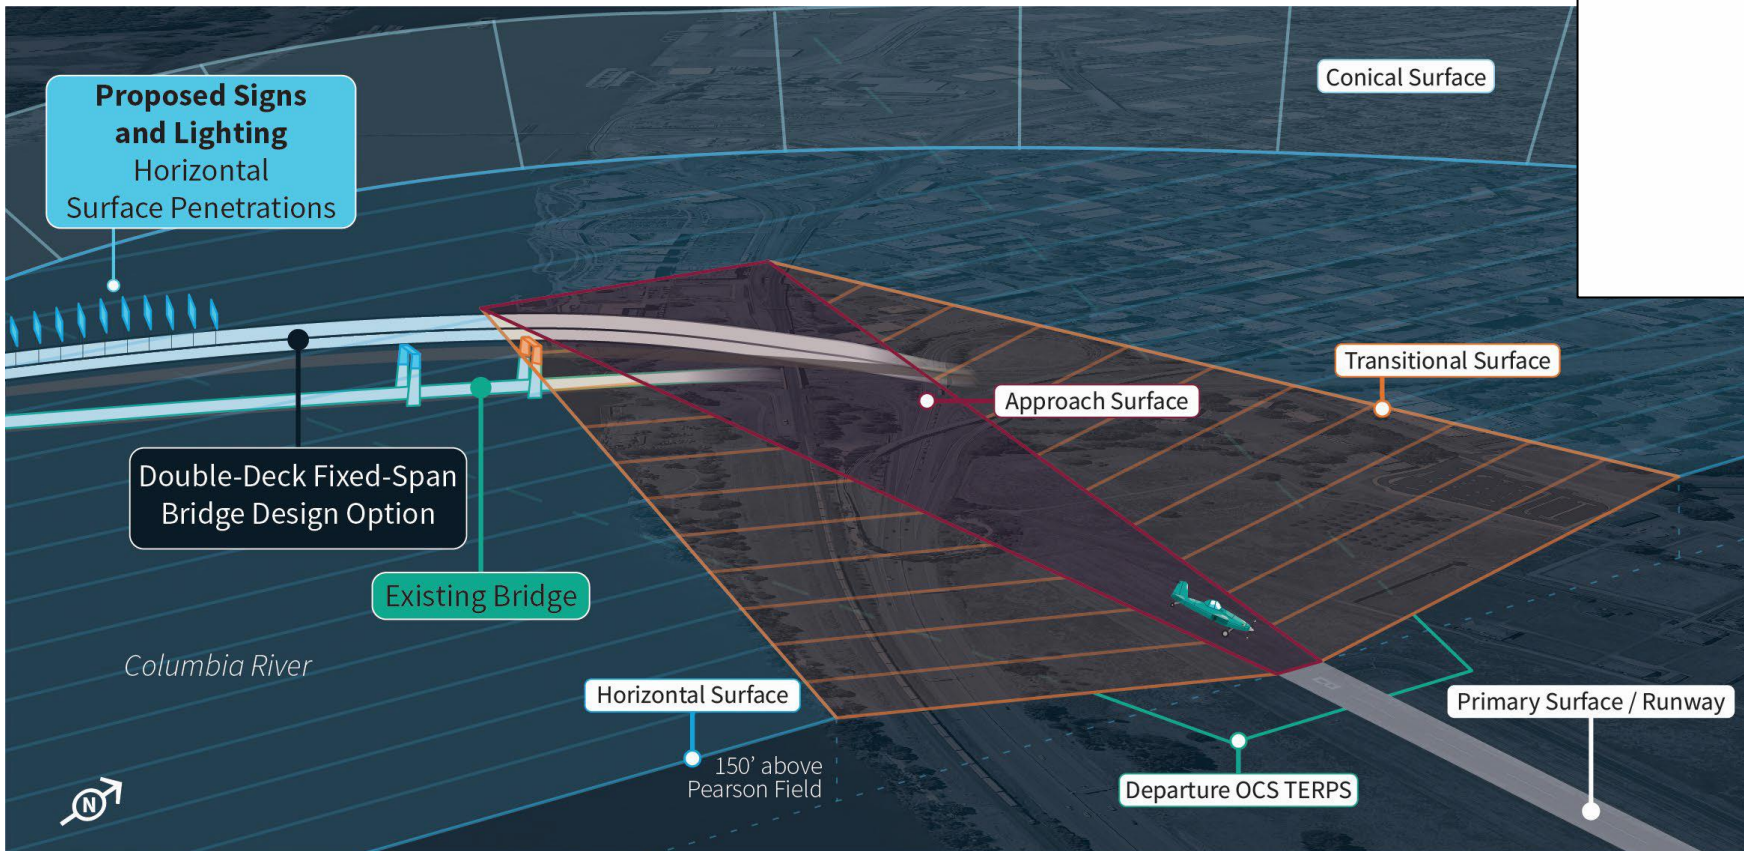 Conical Surface
Proposed Signs
and Lighting
Horizontal
Surface Penetrations
Transitional Surface
Approach Surface
Double-Deck Fixed-Span
Bridge Design Option
Existing Bridge
Columbia River
Horizontal Surface
Primary Surface / Runway
150’ above
Pearson Field
Departure OCS TERPS
N